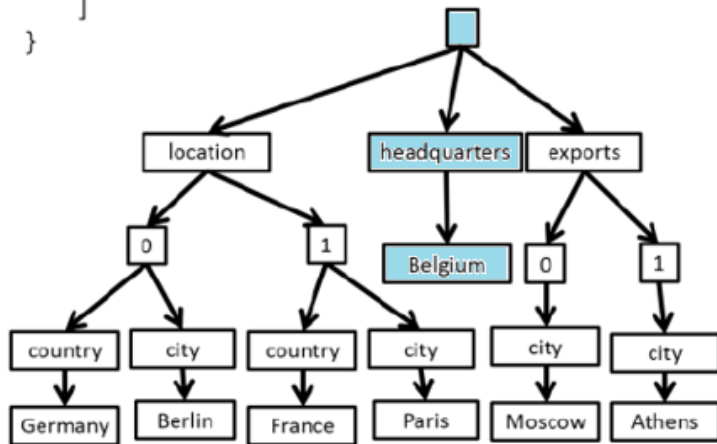 ]
}
location headquarters exports
0 1 Belgium 0 1
country city country city city city
Germany Berlin France Paris Moscow Athens